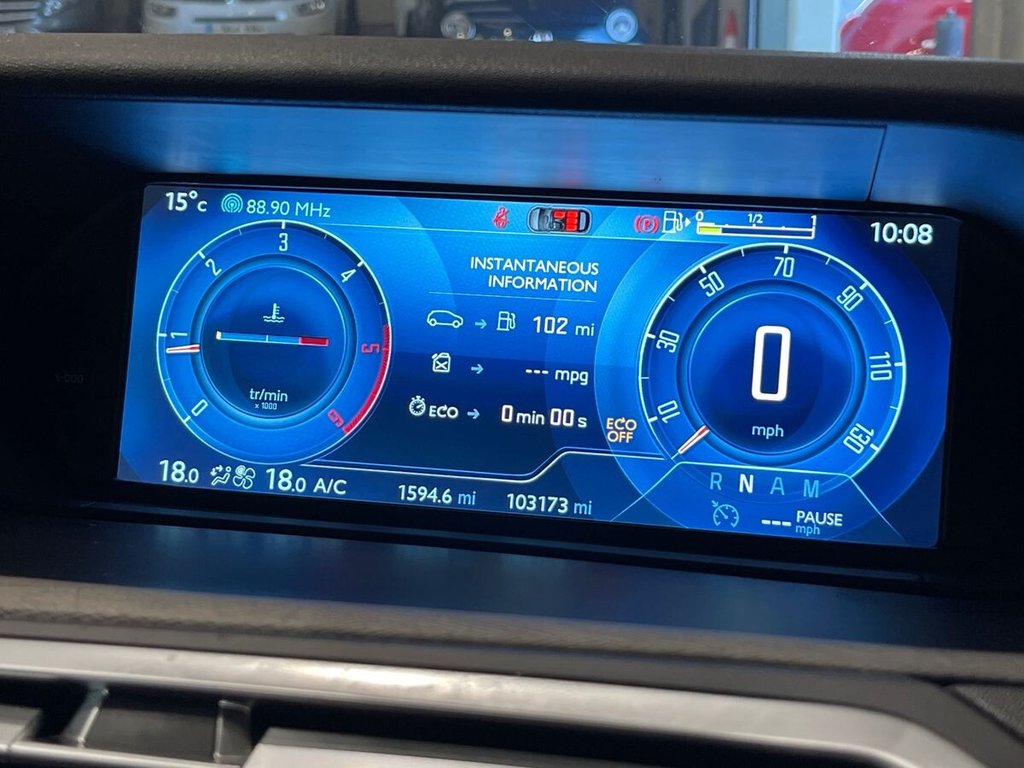 15°C 88.90 MHz
0 1/2 1
10:08
INSTANTANEOUS
INFORMATION
102 mi
--- mpg
ECO 0 min 00 s
ECO
OFF
0 1 2 3 4 5 6
tr/min
x 1000
10 30 50 70 90 110 130
0
mph
R N A M
--- PAUSE
mph
18.0 18.0 A/C
1594.6 mi 103173 mi